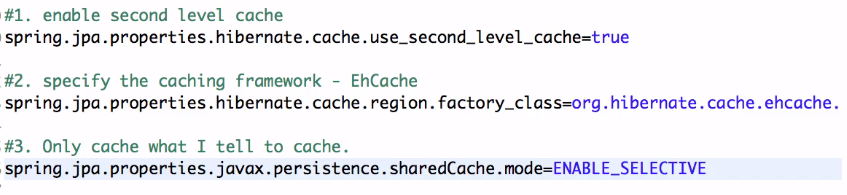 #1. enable second level cache
spring.jpa.properties.hibernate.cache.use_second_level_cache=true
#2. specify the caching framework - EhCache
spring.jpa.properties.hibernate.cache.region.factory_class=org.hibernate.cache.ehcache.
#3. Only cache what I tell to cache.
spring.jpa.properties.javax.persistence.sharedCache.mode=ENABLE_SELECTIVE